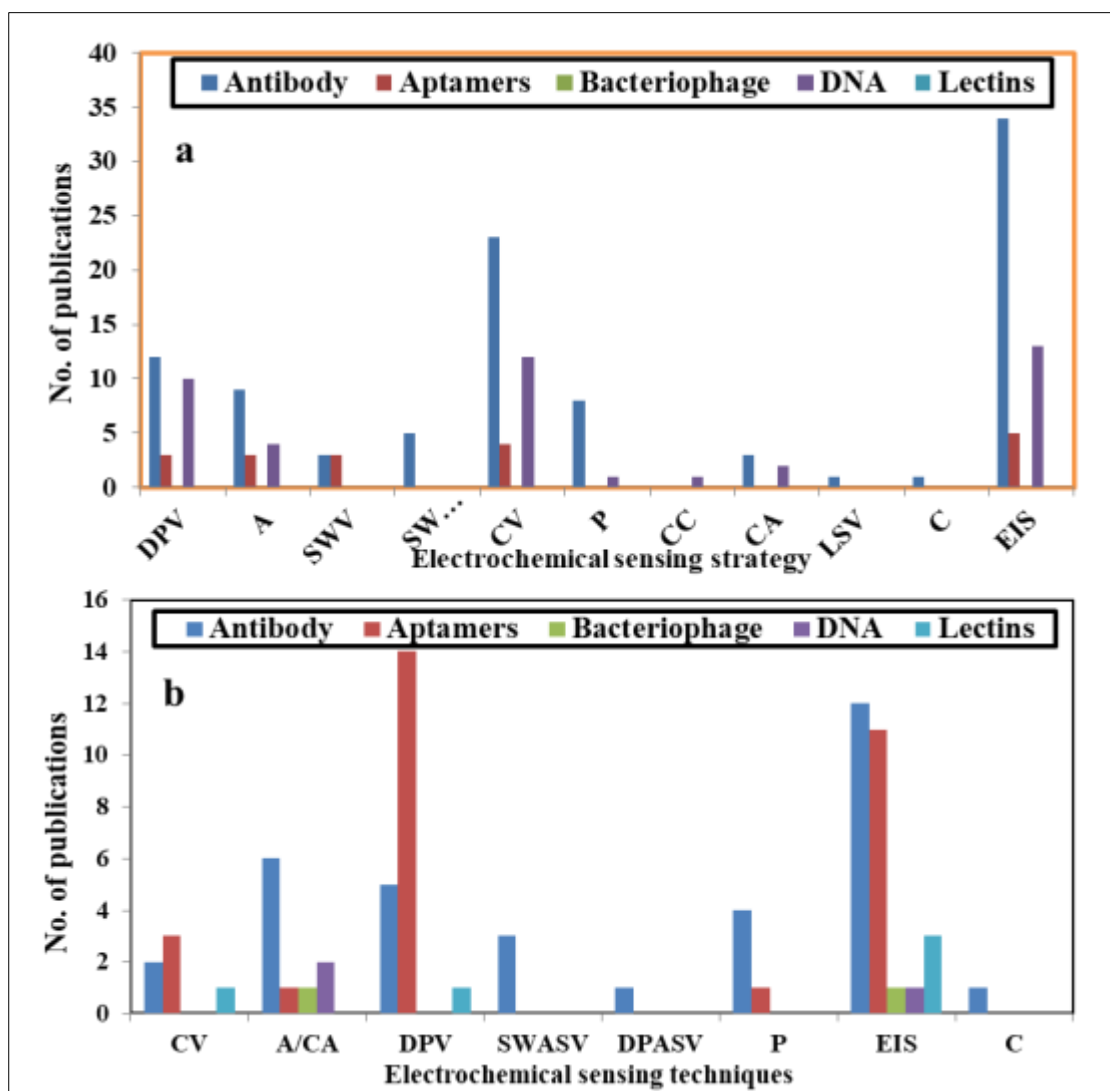 40
35
30
25
20
15
10
5
0
No. of publications
Antibody Aptamers Bacteriophage DNA Lectins
a
DPV A SWV SW… CV P CC CA LSV C EIS
Electrochemical sensing strategy
16
14
12
10
8
6
4
2
0
No. of publications
Antibody Aptamers Bacteriophage DNA Lectins
b
CV A/CA DPV SWASV DPASV P EIS C
Electrochemical sensing techniques